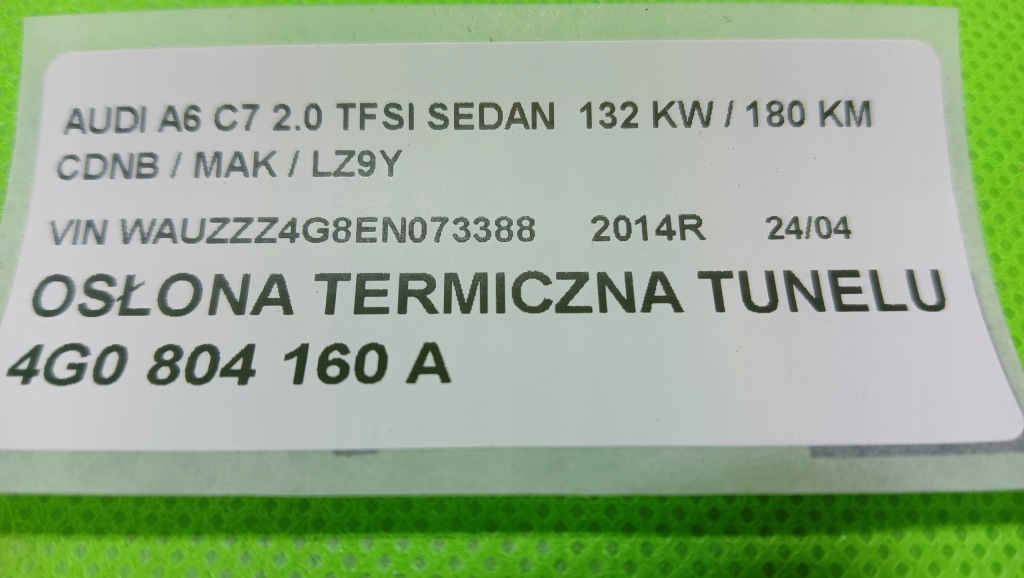 AUDI A6 C7 2.0 TFSI SEDAN 132 KW / 180 KM
CDNB / MAK / LZ9Y
VIN WAUZZZ4G8EN073388 2014R 24/04
OSŁONA TERMICZNA TUNELU
4G0 804 160 A